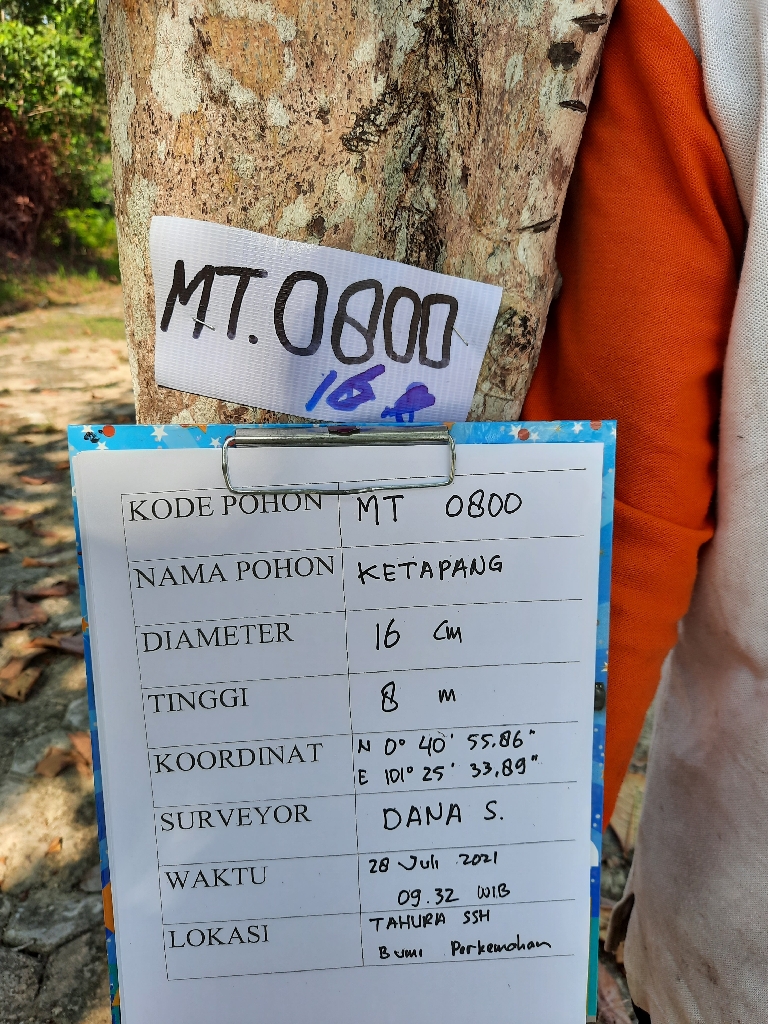 MT.0800
16 8
KODE POHON MT 0800
NAMA POHON KETAPANG
DIAMETER 16 Cm
TINGGI 8 m
KOORDINAT N 0° 40' 55.86"
E 101° 25' 33,89"
SURVEYOR DANA S.
WAKTU 28 Juli 2021
09.32 WIB
LOKASI TAHURA SSH
Bumi Perkemahan